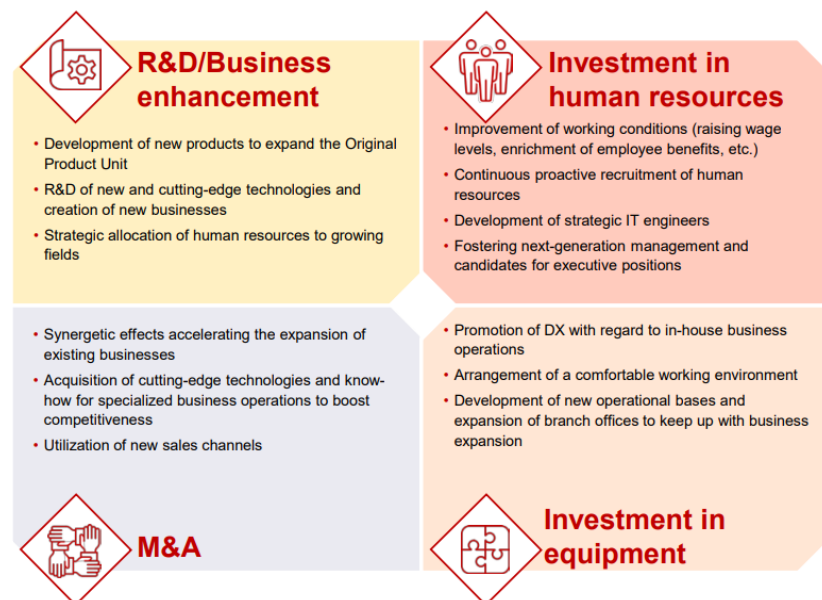 R&D/Business
enhancement
• Development of new products to expand the Original
Product Unit
• R&D of new and cutting-edge technologies and
creation of new businesses
• Strategic allocation of human resources to growing
fields
Investment in
human resources
• Improvement of working conditions (raising wage
levels, enrichment of employee benefits, etc.)
• Continuous proactive recruitment of human
resources
• Development of strategic IT engineers
• Fostering next-generation management and
candidates for executive positions
• Synergetic effects accelerating the expansion of
existing businesses
• Acquisition of cutting-edge technologies and know-
how for specialized business operations to boost
competitiveness
• Utilization of new sales channels
M&A
• Promotion of DX with regard to in-house business
operations
• Arrangement of a comfortable working environment
• Development of new operational bases and
expansion of branch offices to keep up with business
expansion
Investment in
equipment